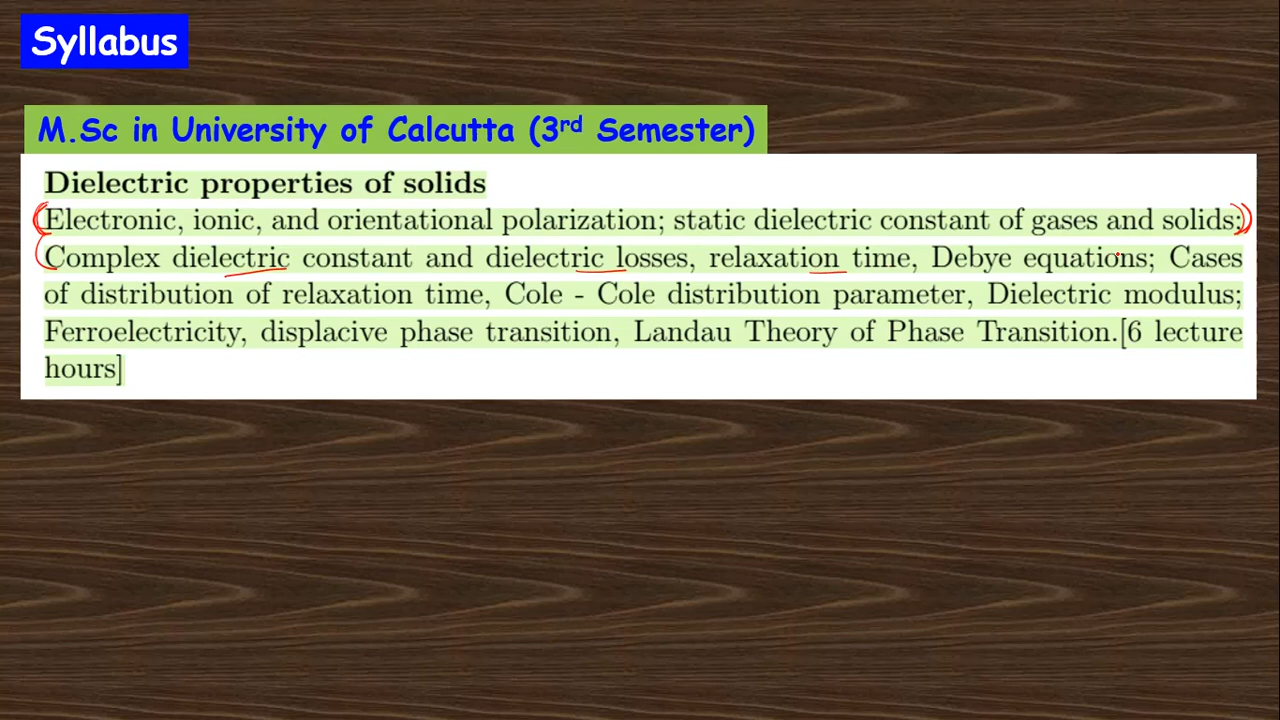 Syllabus
M.Sc in University of Calcutta (3rd Semester)
Dielectric properties of solids
Electronic, ionic, and orientational polarization; static dielectric constant of gases and solids;
Complex dielectric constant and dielectric losses, relaxation time, Debye equations; Cases
of distribution of relaxation time, Cole - Cole distribution parameter, Dielectric modulus;
Ferroelectricity, displacive phase transition, Landau Theory of Phase Transition.[6 lecture
hours]